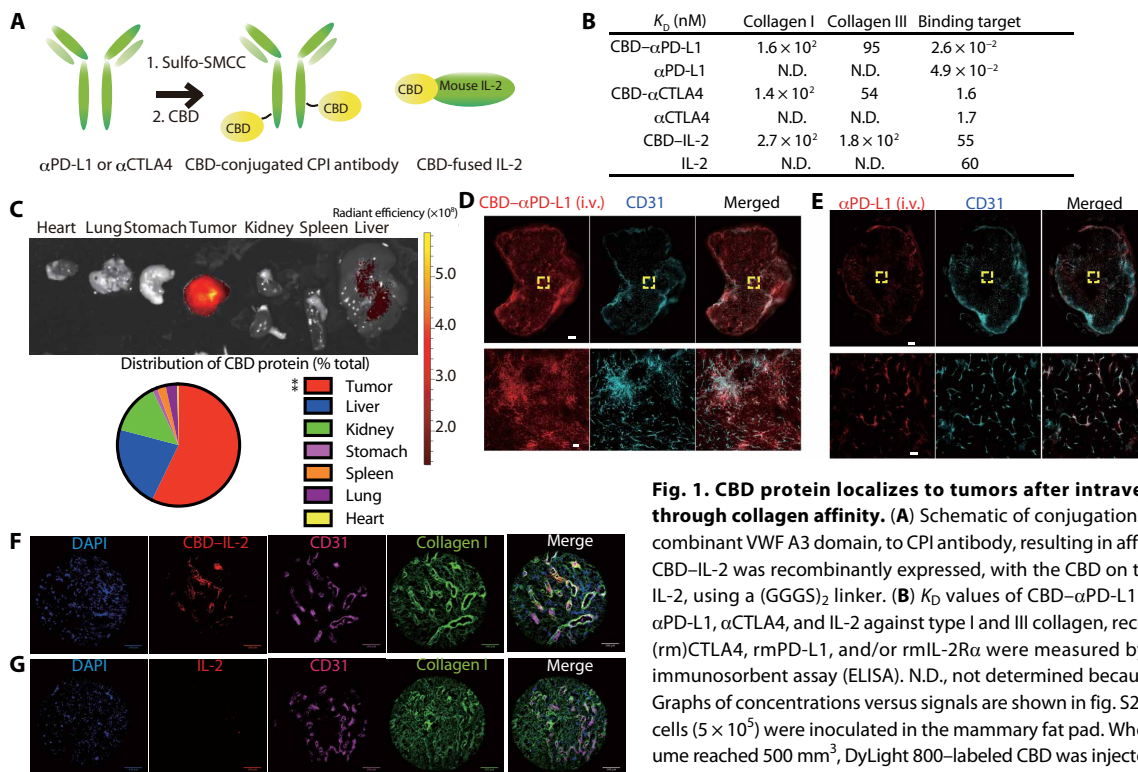 A
1. Sulfo-SMCC
2. CBD
CBD
CBD
CBD
Mouse IL-2
αPD-L1 or αCTLA4
CBD-conjugated CPI antibody
CBD-fused IL-2
B
K_D (nM) Collagen I Collagen III Binding target
CBD–αPD-L1 1.6 × 10² 95 2.6 × 10⁻²
αPD-L1 N.D. N.D. 4.9 × 10⁻²
CBD-αCTLA4 1.4 × 10² 54 1.6
αCTLA4 N.D. N.D. 1.7
CBD–IL-2 2.7 × 10² 1.8 × 10² 55
IL-2 N.D. N.D. 60
C
Radiant efficiency (×10⁸)
Heart Lung Stomach Tumor Kidney Spleen Liver
5.0
4.0
3.0
2.0
Distribution of CBD protein (% total)
** Tumor
Liver
Kidney
Stomach
Spleen
Lung
Heart
D
CBD–αPD-L1 (i.v.) CD31 Merged
E
αPD-L1 (i.v.) CD31 Merged
F
DAPI CBD–IL-2 CD31 Collagen I Merge
G
DAPI IL-2 CD31 Collagen I Merge
Fig. 1. CBD protein localizes to tumors after intrave
through collagen affinity. (A) Schematic of conjugation
combinant VWF A3 domain, to CPI antibody, resulting in aff
CBD–IL-2 was recombinantly expressed, with the CBD on t
IL-2, using a (GGGS)₂ linker. (B) K_D values of CBD–αPD-L1
αPD-L1, αCTLA4, and IL-2 against type I and III collagen, rec
(rm)CTLA4, rmPD-L1, and/or rmIL-2Rα were measured by
immunosorbent assay (ELISA). N.D., not determined becau
Graphs of concentrations versus signals are shown in fig. S2
cells (5 × 10⁵) were inoculated in the mammary fat pad. Whe
ume reached 500 mm³, DyLight 800–labeled CBD was injecte